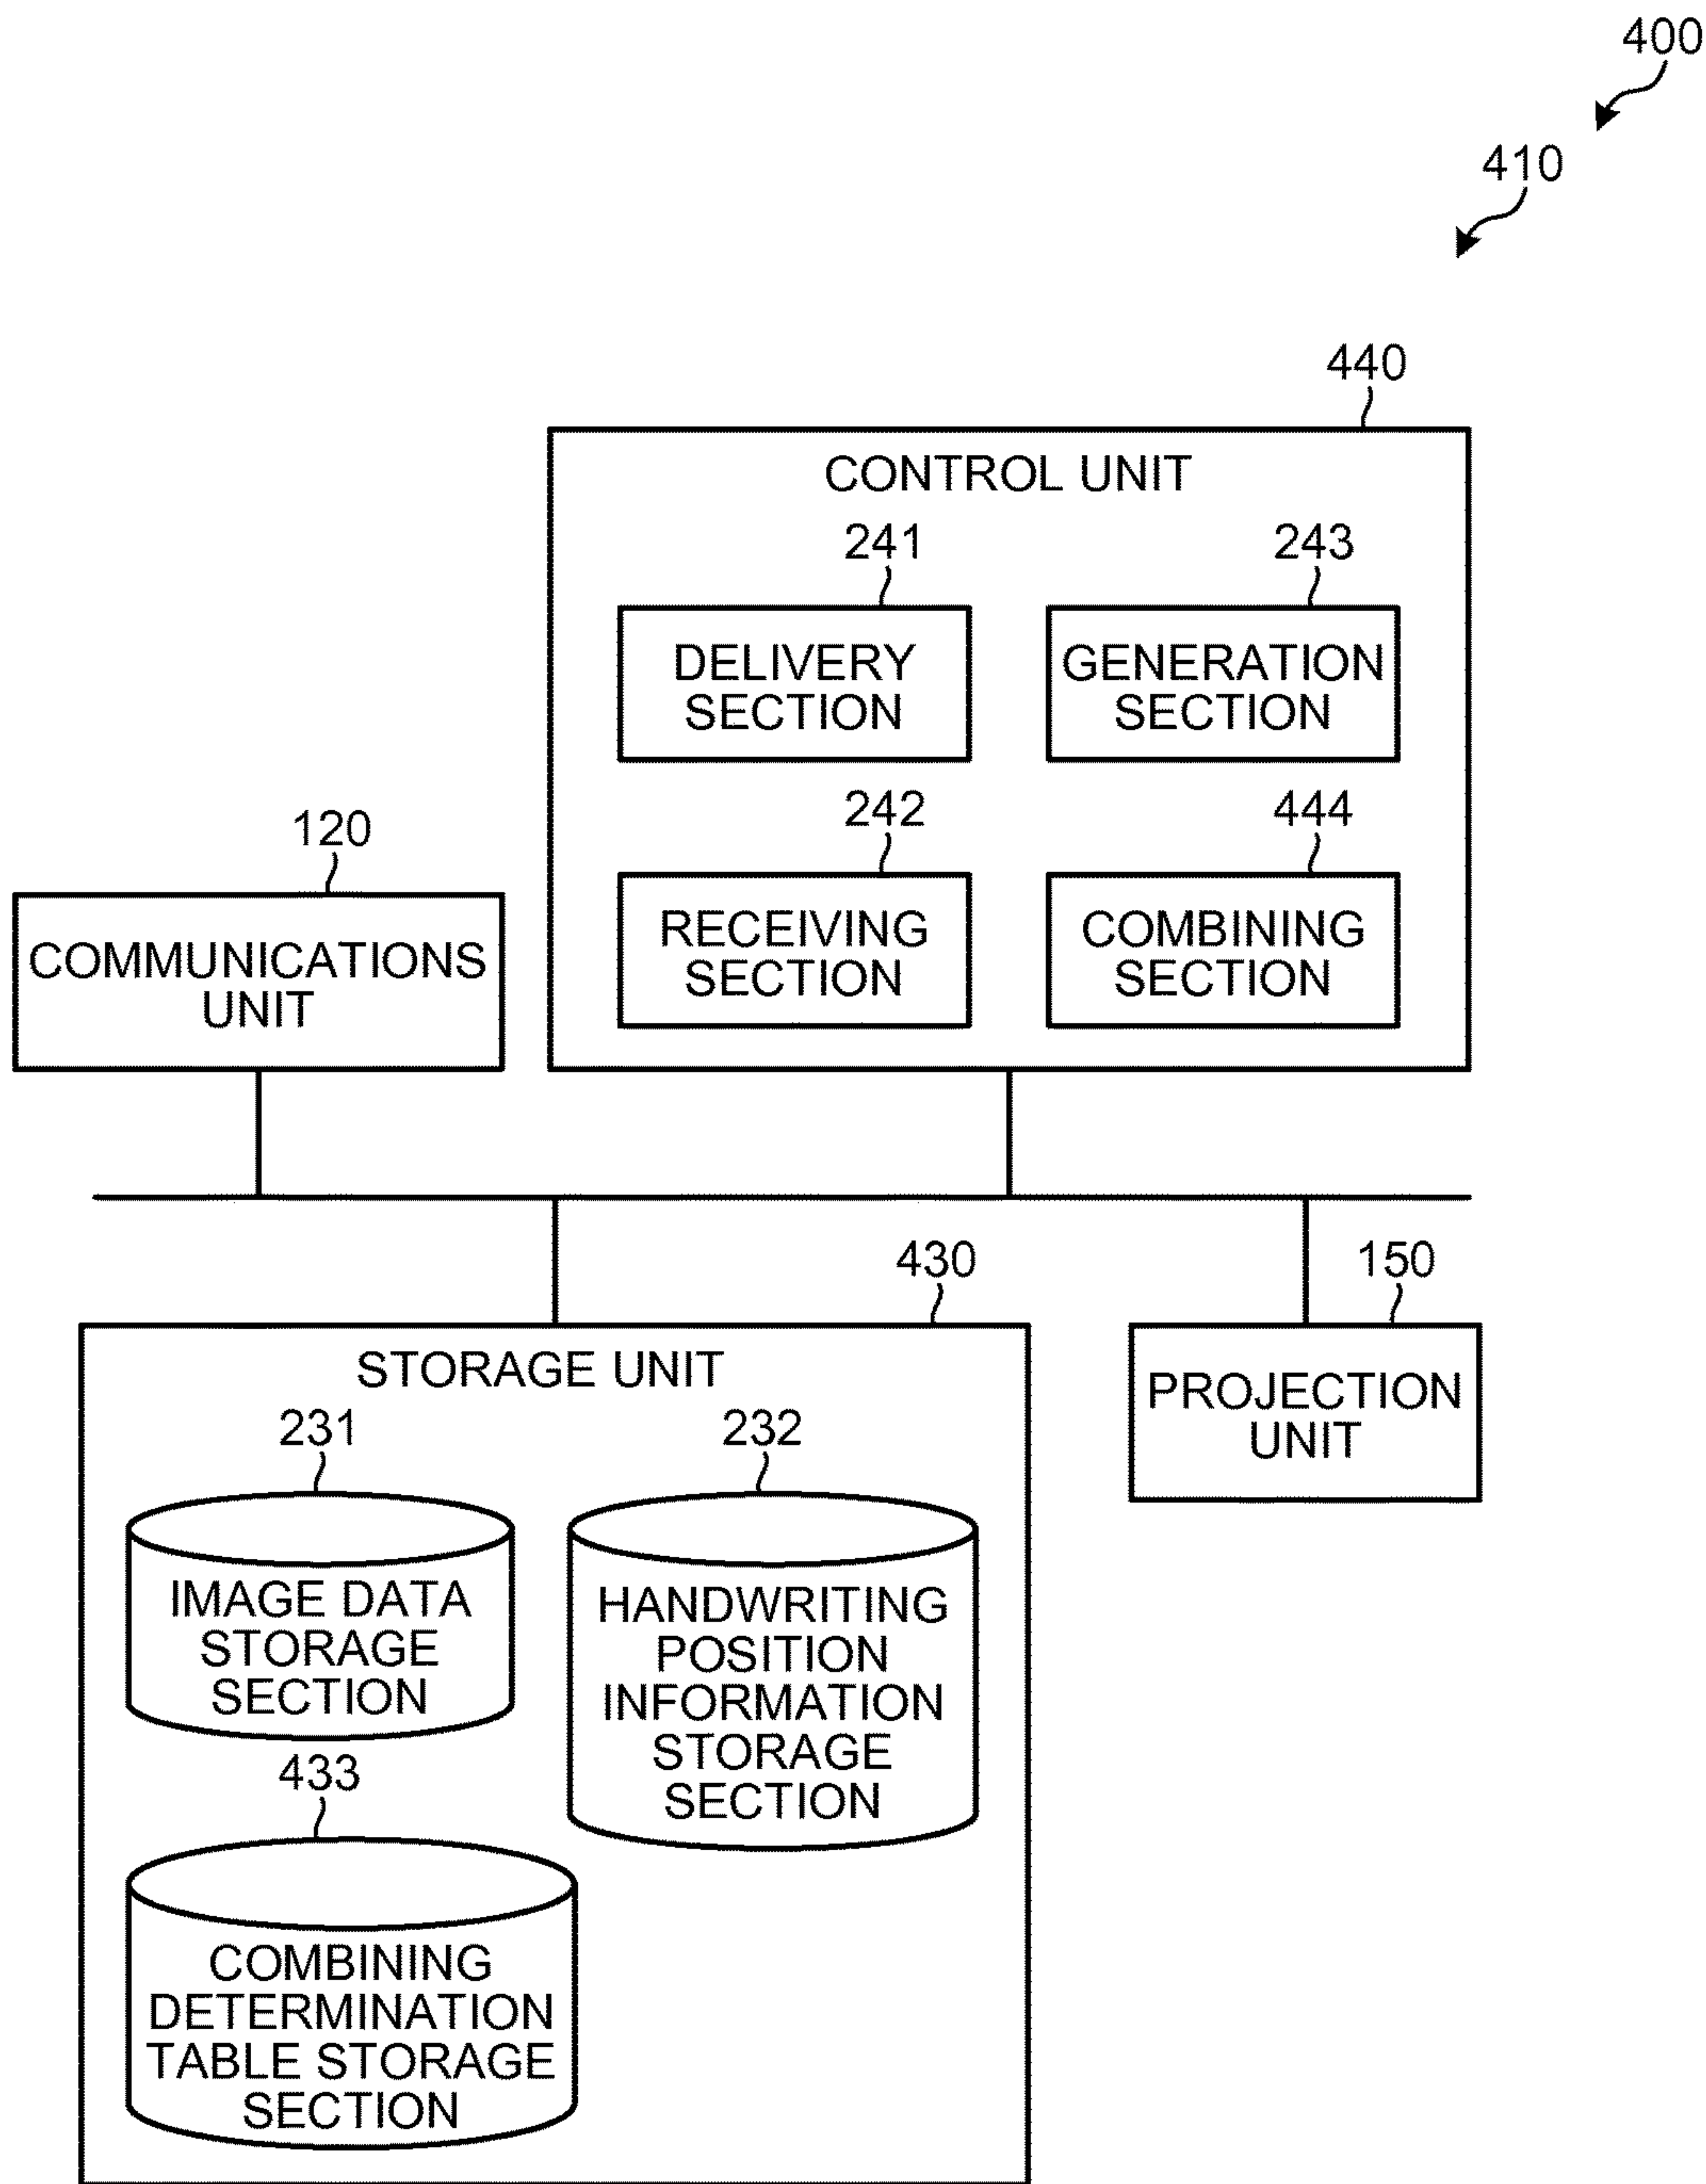 400
410
440
CONTROL UNIT
241
243
DELIVERY
SECTION
GENERATION
SECTION
242
444
RECEIVING
SECTION
COMBINING
SECTION
120
COMMUNICATIONS
UNIT
430
STORAGE UNIT
231
232
IMAGE DATA
STORAGE
SECTION
HANDWRITING
POSITION
INFORMATION
STORAGE
SECTION
433
COMBINING
DETERMINATION
TABLE STORAGE
SECTION
150
PROJECTION
UNIT